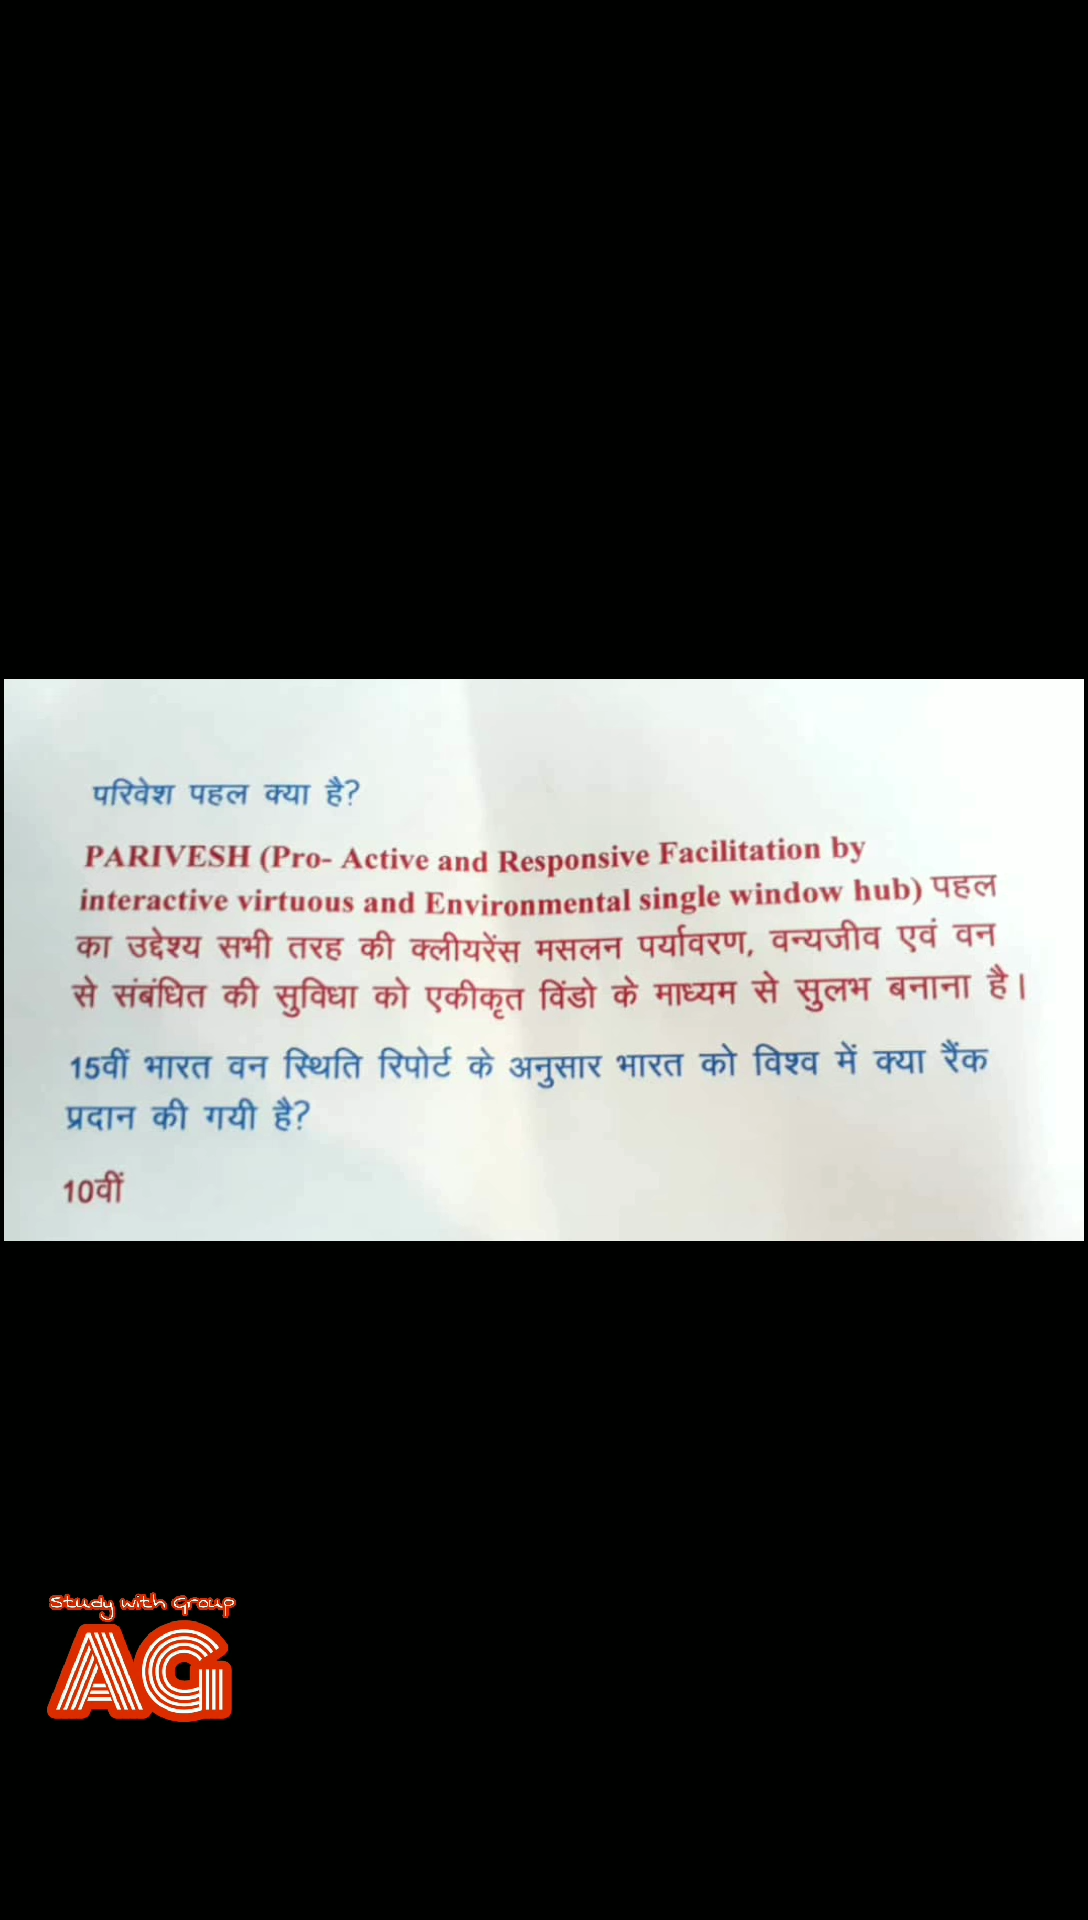 परिवेश पहल क्या है?
PARIVESH (Pro- Active and Responsive Facilitation by
interactive virtuous and Environmental single window hub) पहल
का उद्देश्य सभी तरह की क्लीयरेंस मसलन पर्यावरण, वन्यजीव एवं वन
से संबंधित की सुविधा को एकीकृत विंडो के माध्यम से सुलभ बनाना है।
15वीं भारत वन स्थिति रिपोर्ट के अनुसार भारत को विश्व में क्या रैंक
प्रदान की गयी है?
10वीं
Study with Group
AG